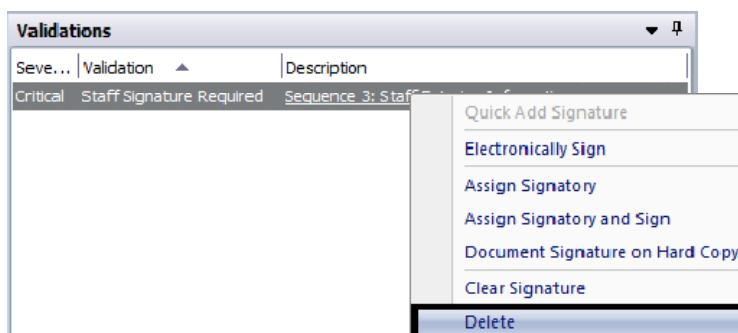 Validations
Seve... Validation Description
Critical Staff Signature Required Sequence 3: Staff
Quick Add Signature
Electronically Sign
Assign Signatory
Assign Signatory and Sign
Document Signature on Hard Copy
Clear Signature
Delete